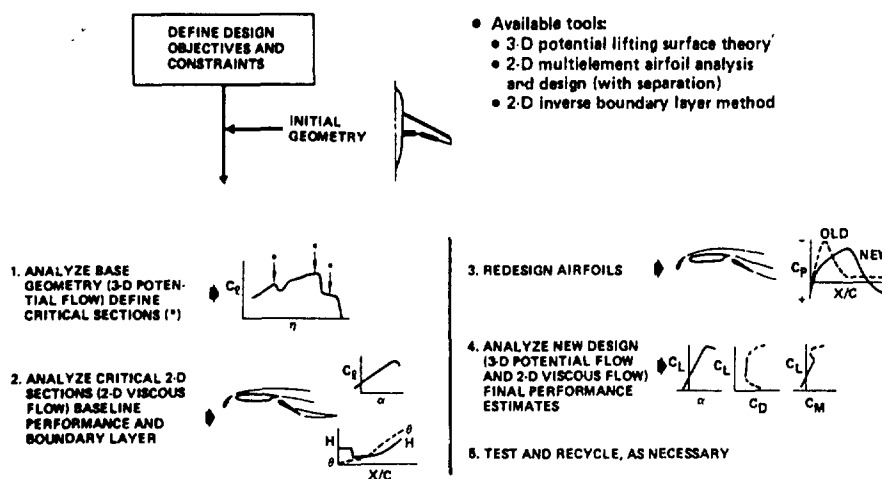 DEFINE DESIGN
OBJECTIVES AND
CONSTRAINTS
INITIAL
GEOMETRY
• Available tools:
• 3-D potential lifting surface theory
• 2-D multielement airfoil analysis
and design (with separation)
• 2-D inverse boundary layer method
1. ANALYZE BASE
GEOMETRY (3-D POTEN-
TIAL FLOW) DEFINE
CRITICAL SECTIONS (*)
Cℓ
* * *
η
2. ANALYZE CRITICAL 2-D
SECTIONS (2-D VISCOUS
FLOW) BASELINE
PERFORMANCE AND
BOUNDARY LAYER
Cℓ
α
H
θ
θ
H
X/C
3. REDESIGN AIRFOILS
OLD
NEW
−
CP
+
X/C
4. ANALYZE NEW DESIGN
(3-D POTENTIAL FLOW
AND 2-D VISCOUS FLOW)
FINAL PERFORMANCE
ESTIMATES
CL
α
CL
CD
CL
CM
5. TEST AND RECYCLE, AS NECESSARY